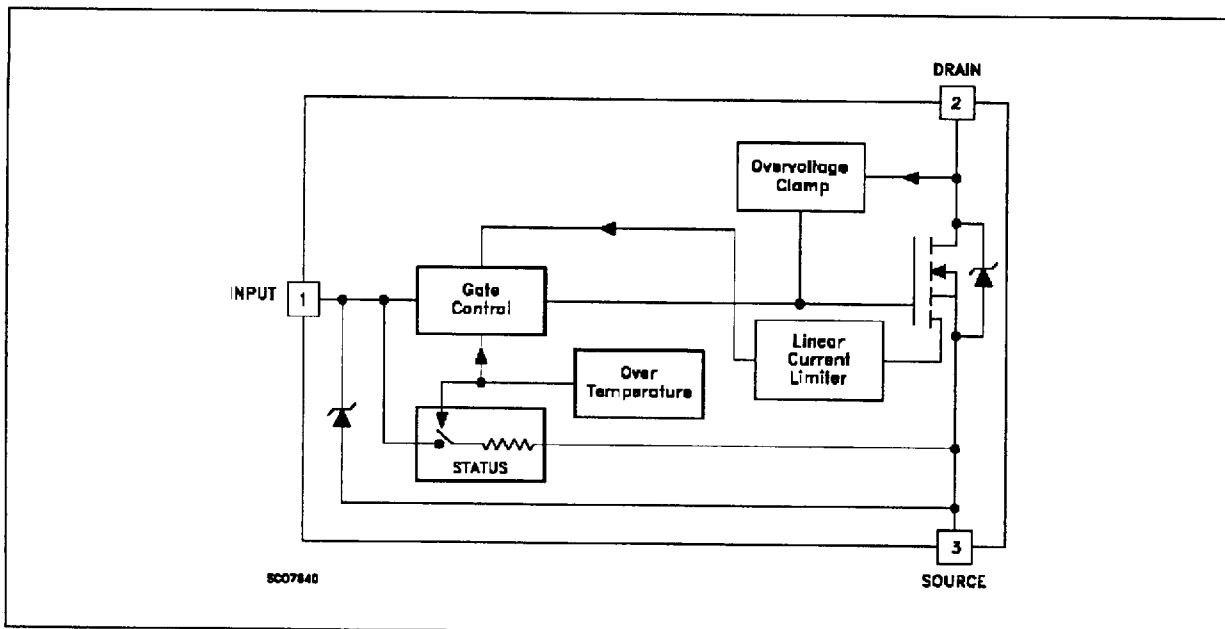 DRAIN
2
Overvoltage
Clamp
INPUT
1
Gate
Control
Linear
Current
Limiter
Over
Temperature
STATUS
3
SC07840
SOURCE